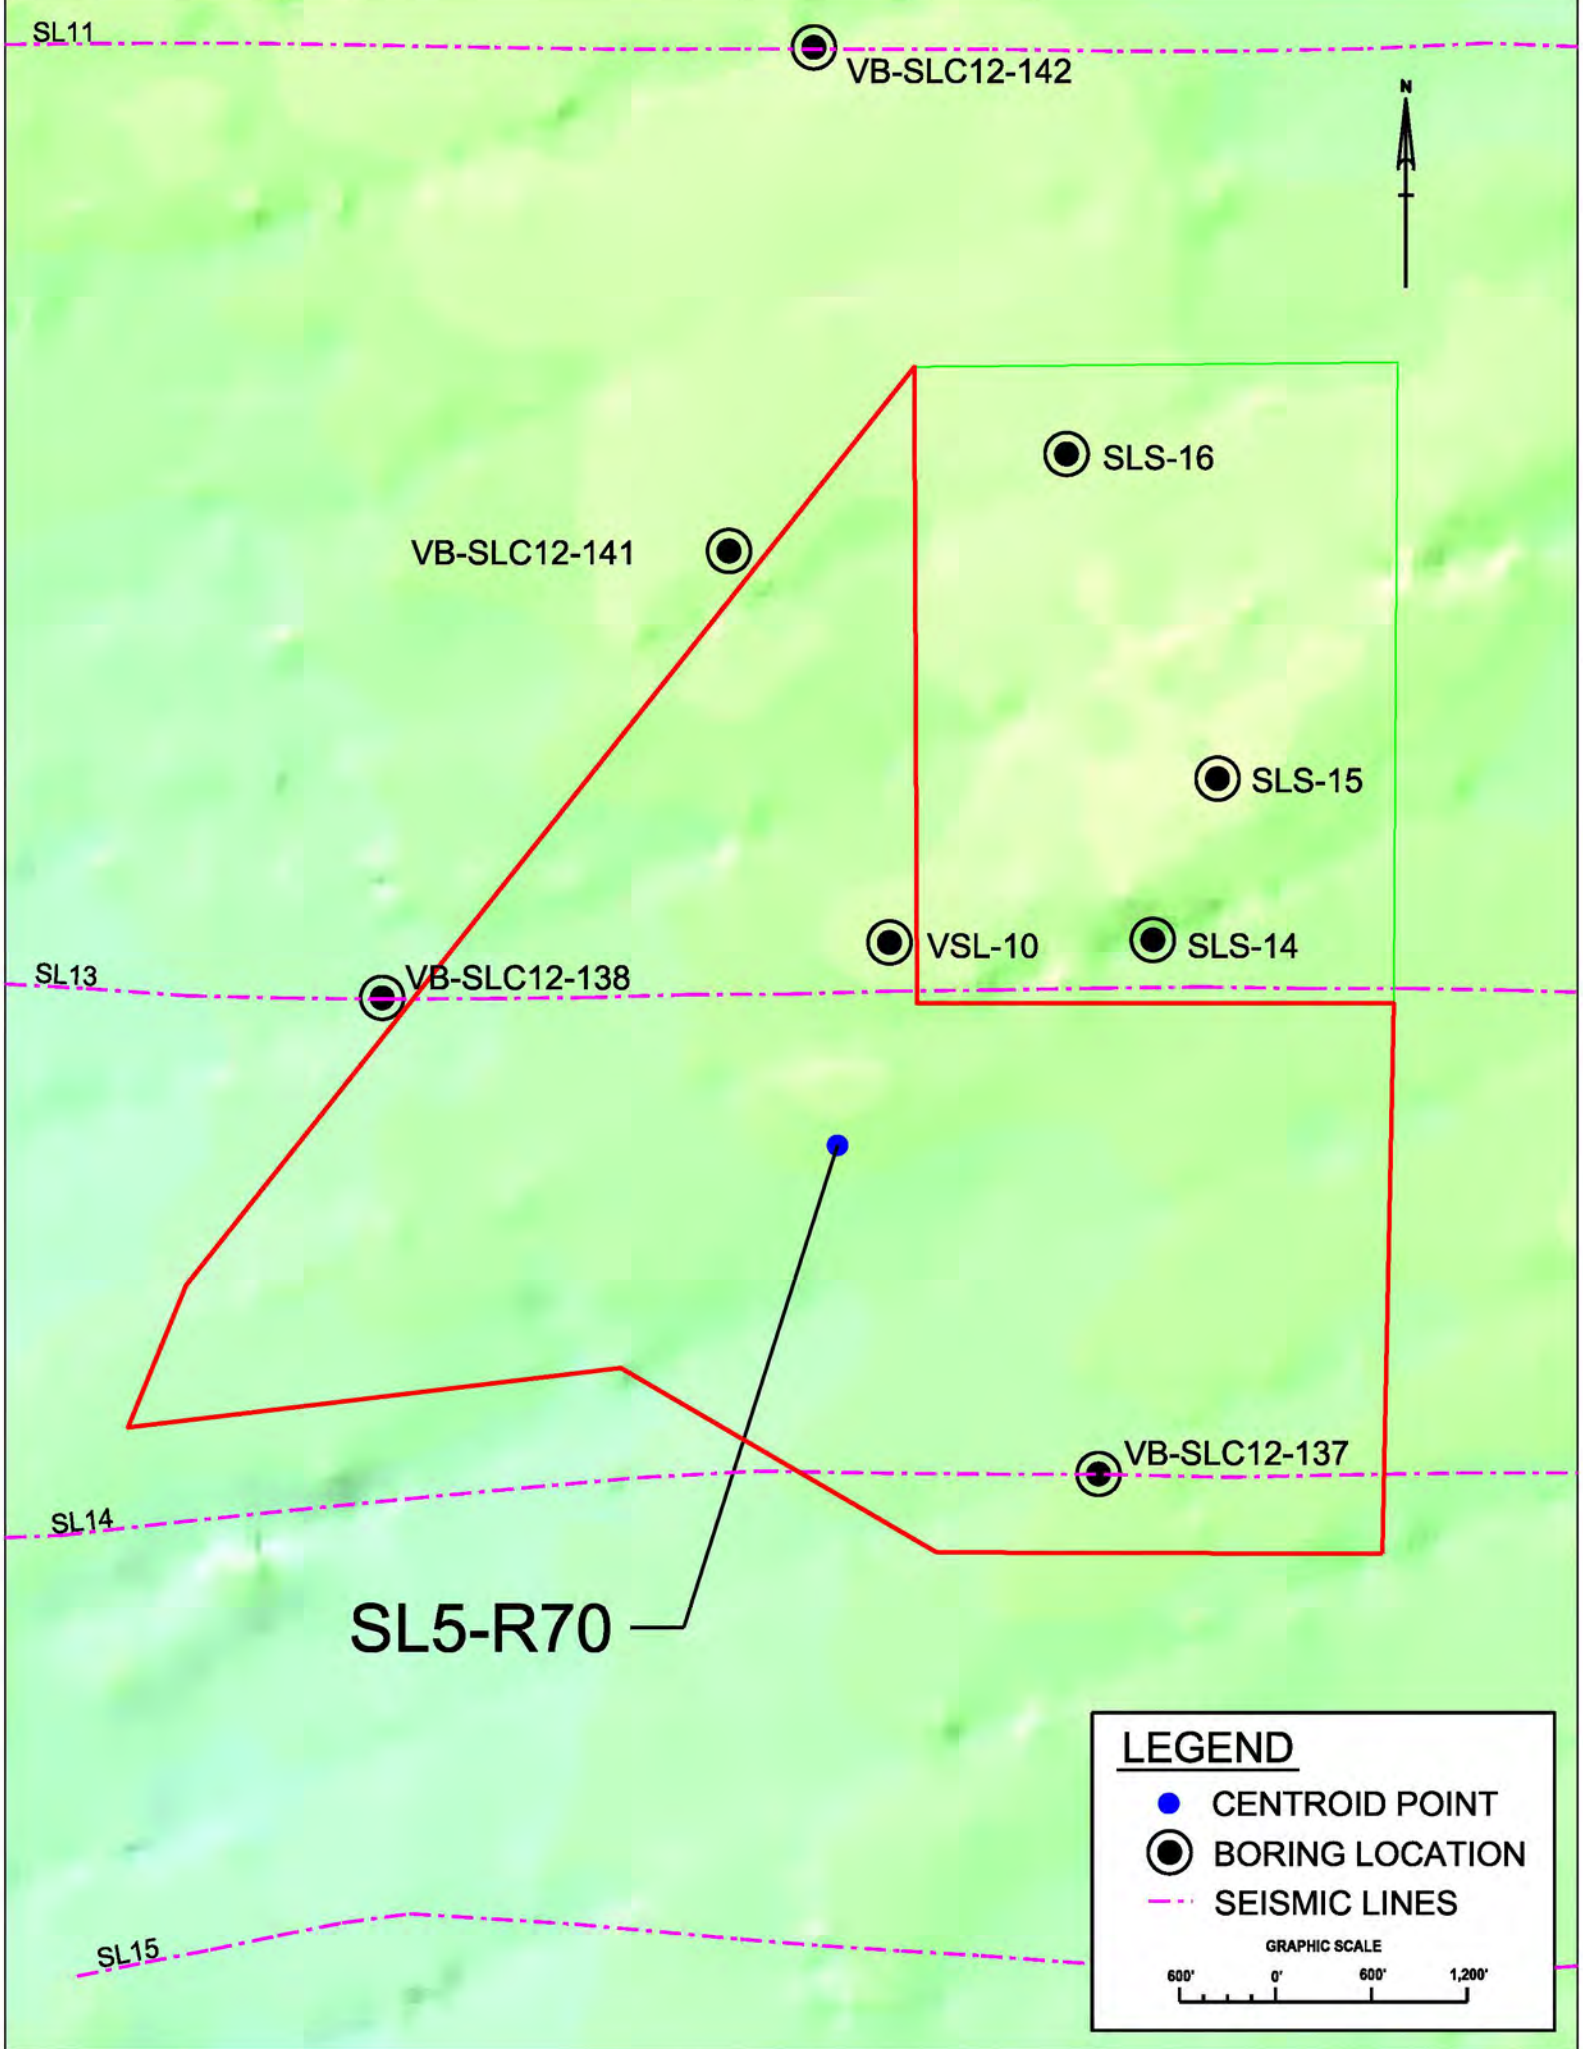 SL11
VB-SLC12-142
N
SLS-16
VB-SLC12-141
SLS-15
VSL-10
SLS-14
SL13
VB-SLC12-138
VB-SLC12-137
SL14
SL5-R70
LEGEND
CENTROID POINT
BORING LOCATION
SEISMIC LINES
GRAPHIC SCALE
600' 0' 600' 1,200'
SL15